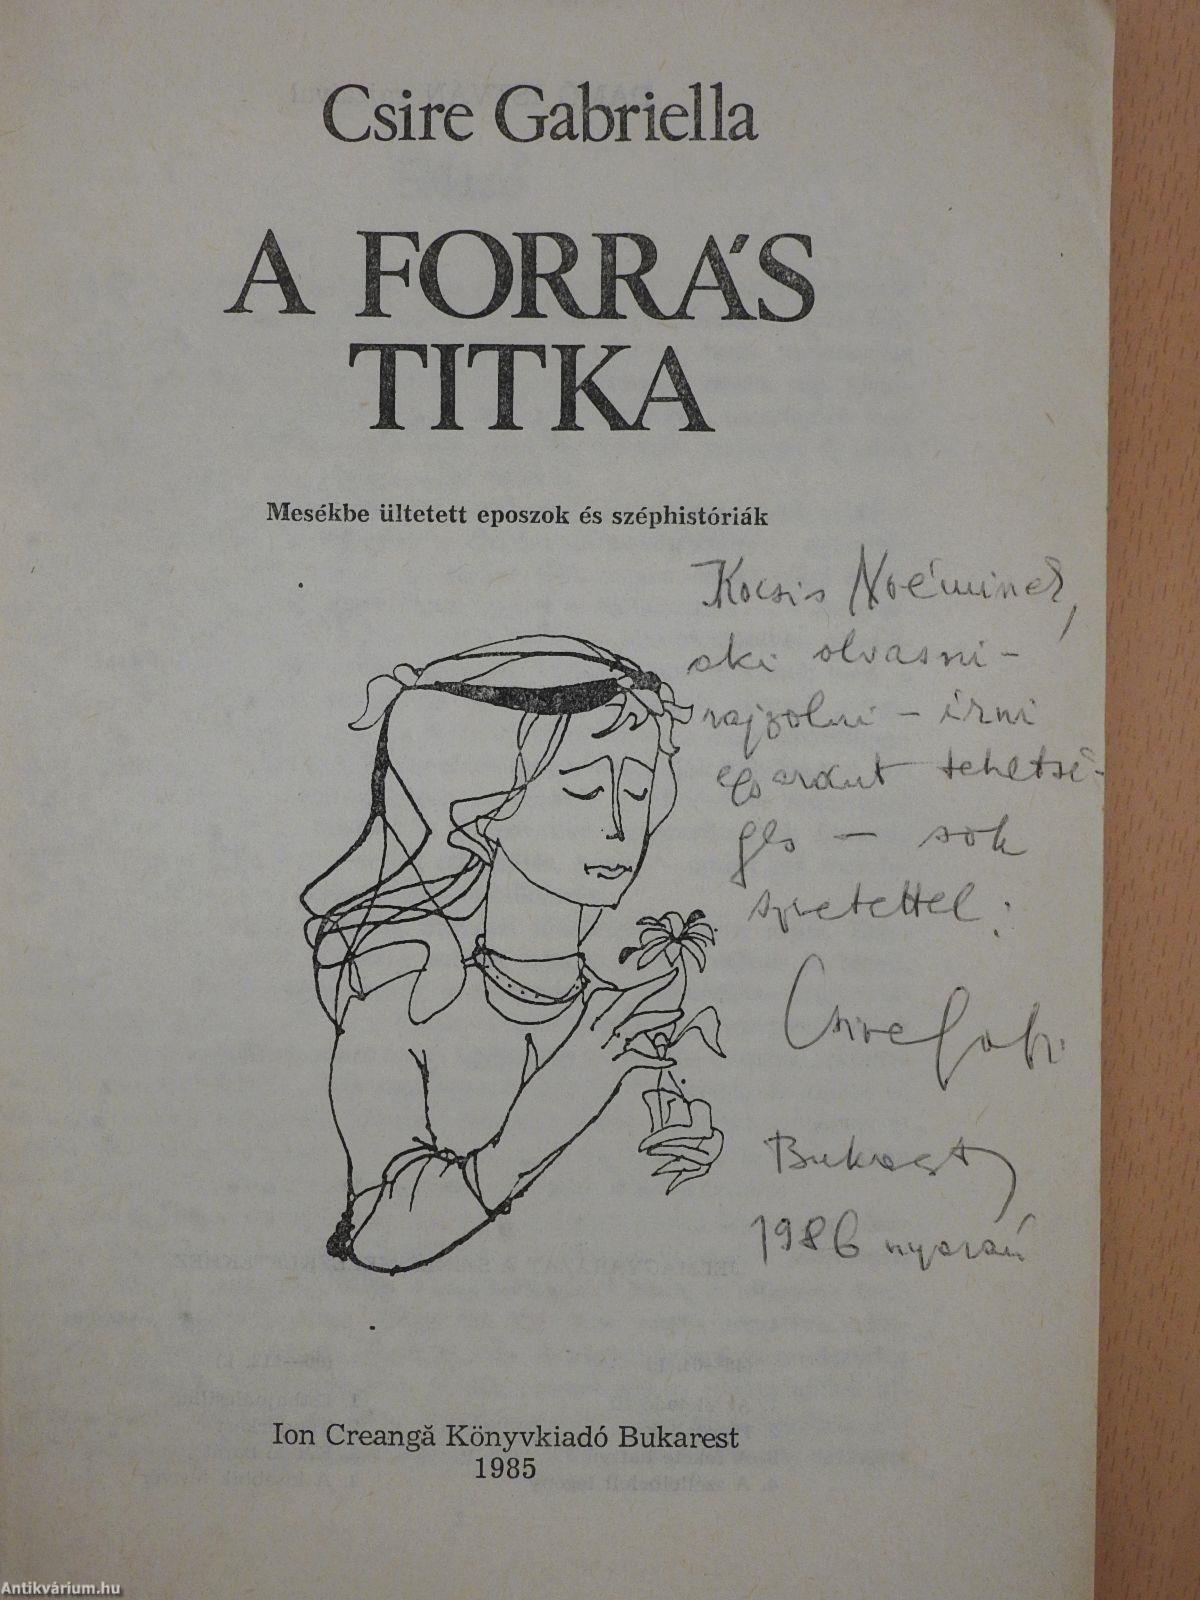 Csire Gabriella
A FORRÁS
TITKA
Mesékbe ültetett eposzok és széphistóriák
Kocsis Noéminek,
aki olvasni-
rajzolni - írni
egyaránt tehetsé-
ges - sok
szeretettel:
Csire Gabi
Bukarest,
1986 nyarán
Ion Creangă Könyvkiadó Bukarest
1985
Antikvárium.hu